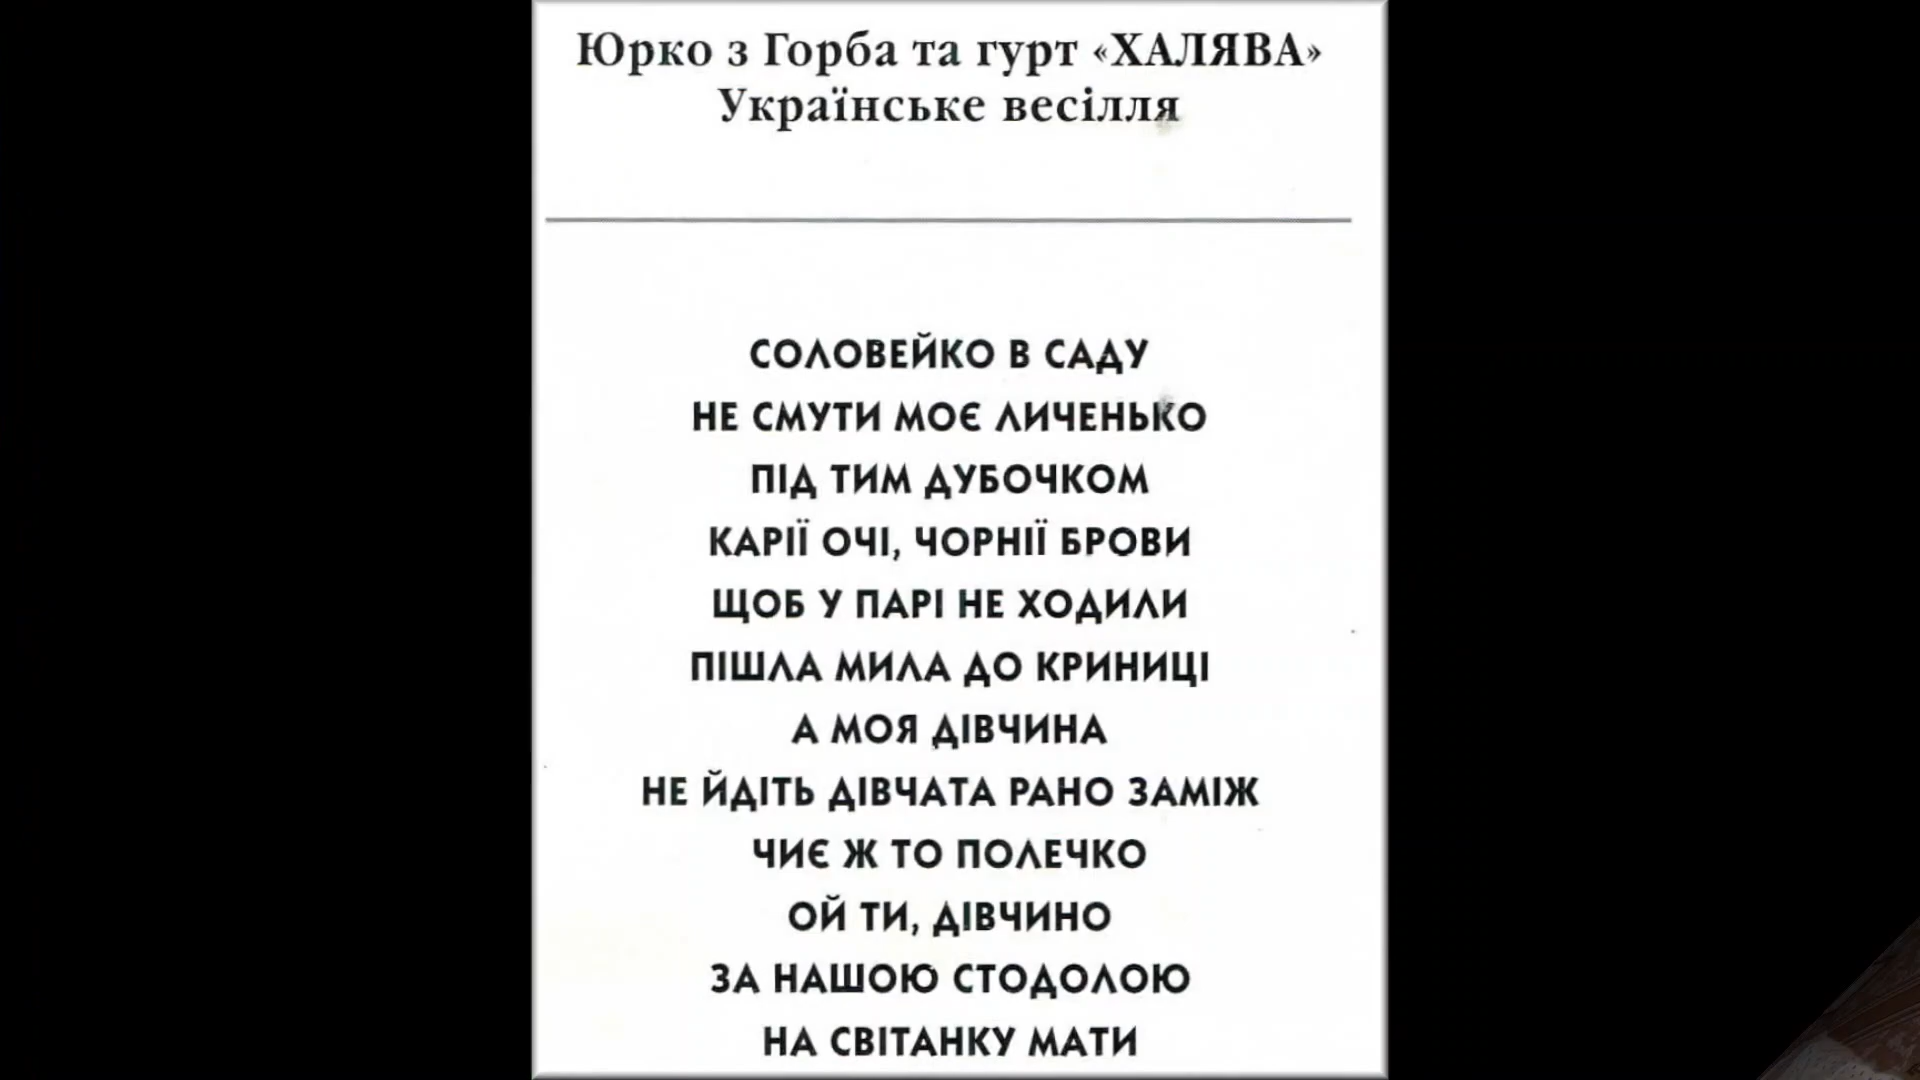 Юрко з Горба та гурт «ХАЛЯВА»
Українське весілля
СОЛОВЕЙКО В САДУ
НЕ СМУТИ МОЄ ЛИЧЕНЬКО
ПІД ТИМ ДУБОЧКОМ
КАРІЇ ОЧІ, ЧОРНІЇ БРОВИ
ЩОБ У ПАРІ НЕ ХОДИЛИ
ПІШЛА МИЛА ДО КРИНИЦІ
А МОЯ ДІВЧИНА
НЕ ЙДІТЬ ДІВЧАТА РАНО ЗАМІЖ
ЧИЄ Ж ТО ПОЛЕЧКО
ОЙ ТИ, ДІВЧИНО
ЗА НАШОЮ СТОДОЛОЮ
НА СВІТАНКУ МАТИ